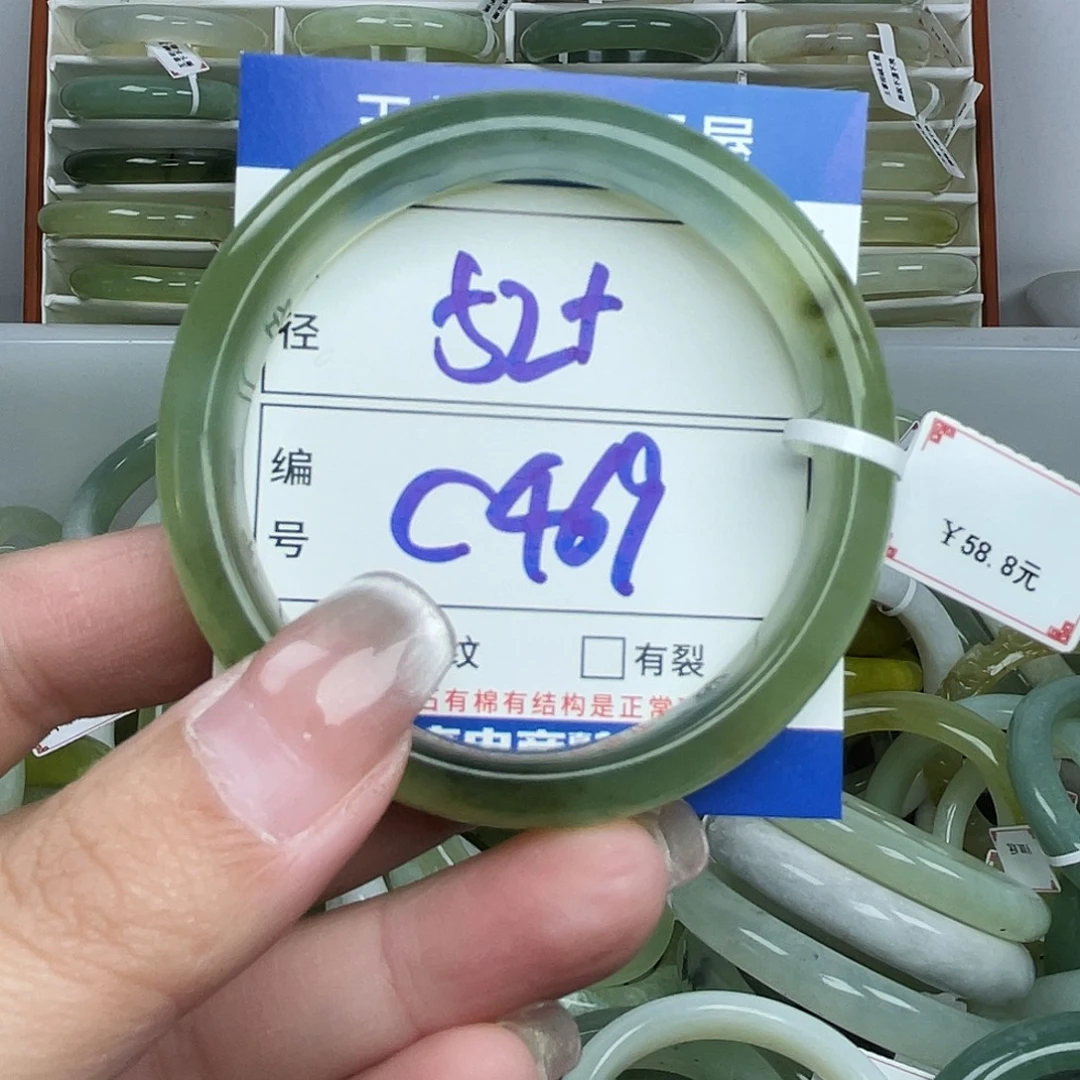 径
52+
编
号
C469
¥58.8元
纹
有裂
石有棉有结构是正常